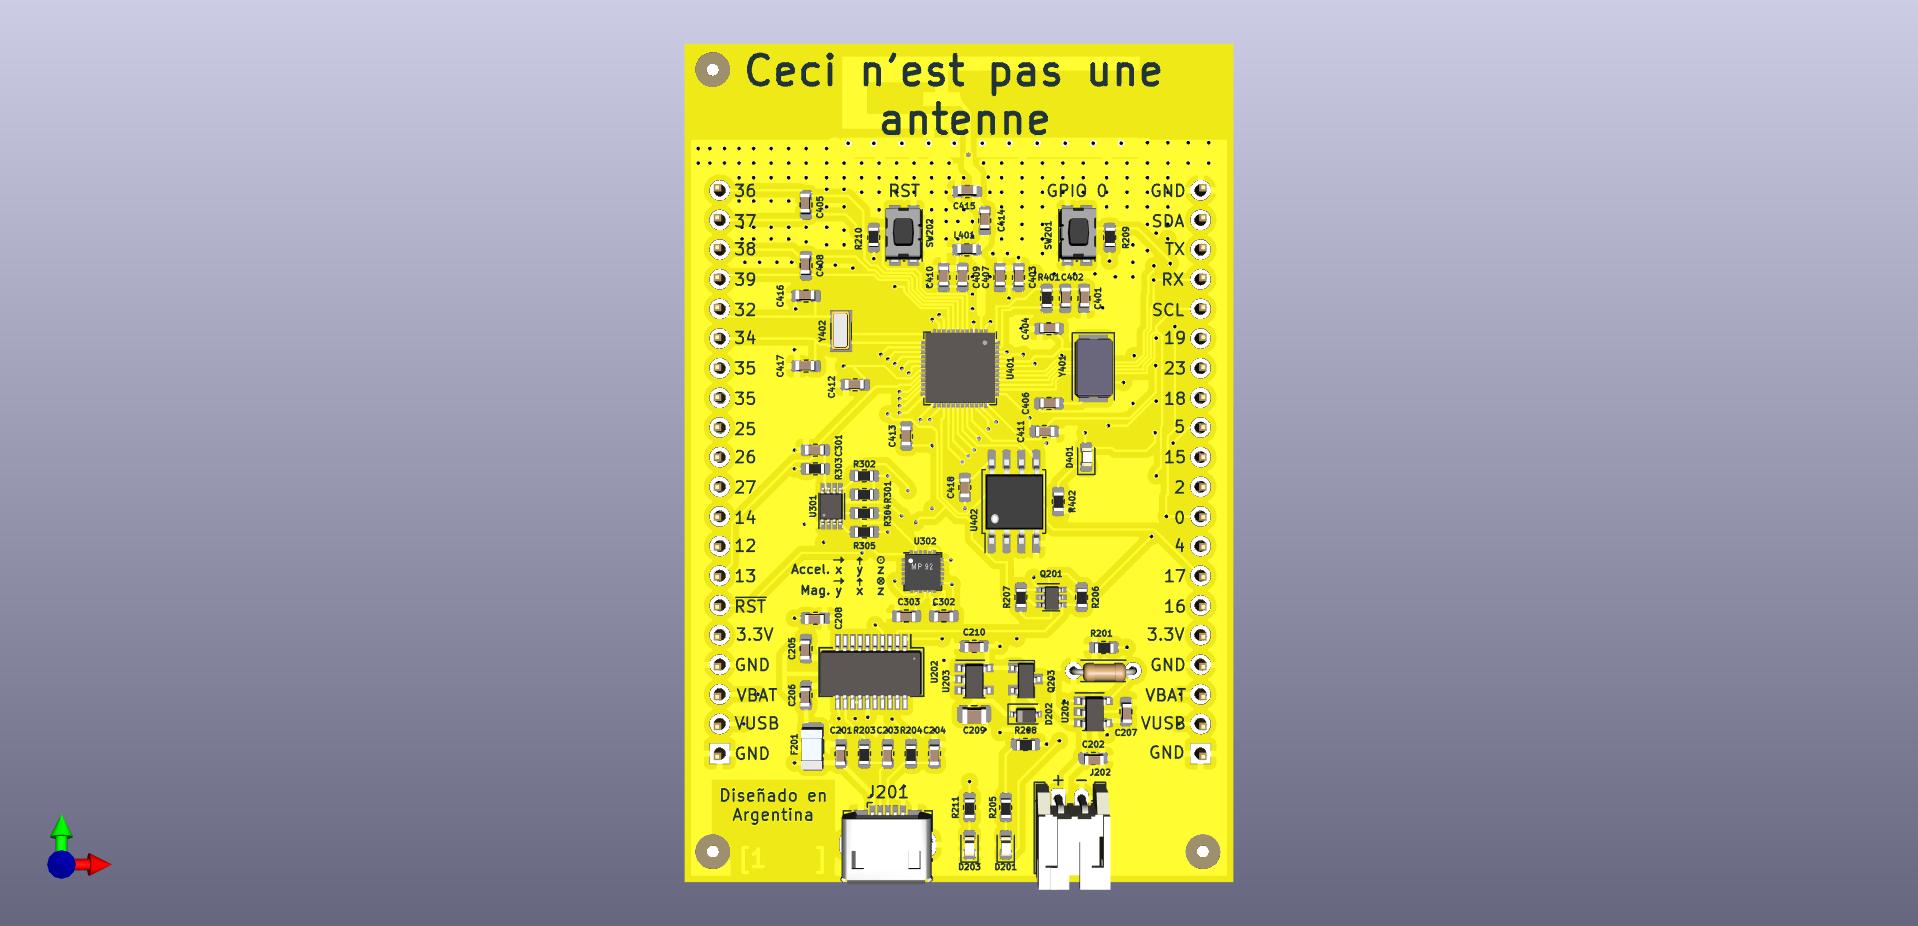 Ceci n'est pas une
antenne
36
37
38
39
32
34
35
35
25
26
27
14
12
13
RST
3.3V
GND
VBAT
VUSB
GND
GND
SDA
TX
RX
SCL
19
23
18
5
15
2
0
4
17
16
3.3V
GND
VBAT
VUSB
GND
RST
GPIO 0
C405
C415
C414
R210
SW202
L401
SW201
R209
C408
C410
C409
C407
C403
R401
C402
C401
C416
Y402
C404
U401
Y401
C417
C412
C406
C413
C411
D401
C301
R303
R302
R301
U301
R304
R305
C418
U402
R402
U302
MP 92
Accel. x y z
Mag. y x z
Q201
R207
R206
C303
C302
C208
C205
C210
R201
U202
U203
Q203
C206
C209
D202
U201
C207
R208
F201
C201
R203
C203
R204
C204
C202
J202
+ −
Diseñado en
Argentina
J201
R211
R205
D203
D201
[1 ]